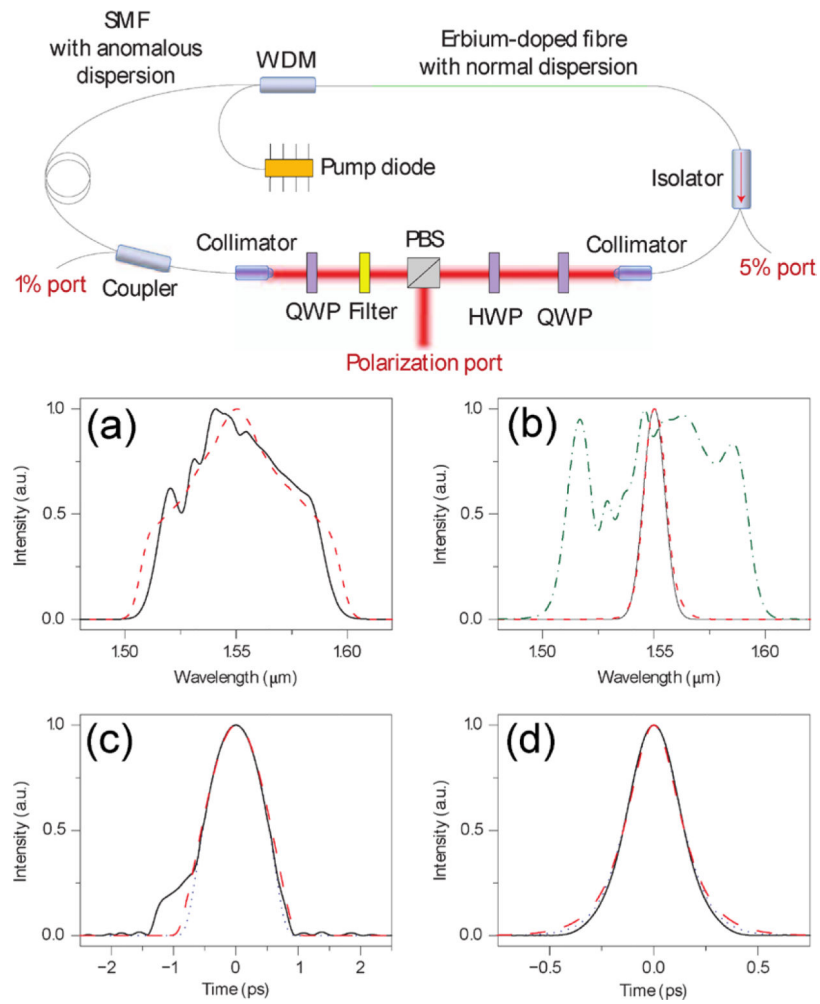 SMF
with anomalous
dispersion
WDM
Erbium-doped fibre
with normal dispersion
Pump diode
Isolator
Collimator
PBS
Collimator
1% port
Coupler
QWP
Filter
HWP
QWP
5% port
Polarization port
(a)
Intensity (a.u.)
1.0
0.5
0.0
1.50
1.55
1.60
Wavelength (μm)
(b)
Intensity (a.u.)
1.0
0.5
0.0
1.50
1.55
1.60
Wavelength (μm)
(c)
Intensity (a.u.)
1.0
0.5
0.0
−2
−1
0
1
2
Time (ps)
(d)
Intensity (a.u.)
1.0
0.5
0.0
−0.5
0.0
0.5
Time (ps)